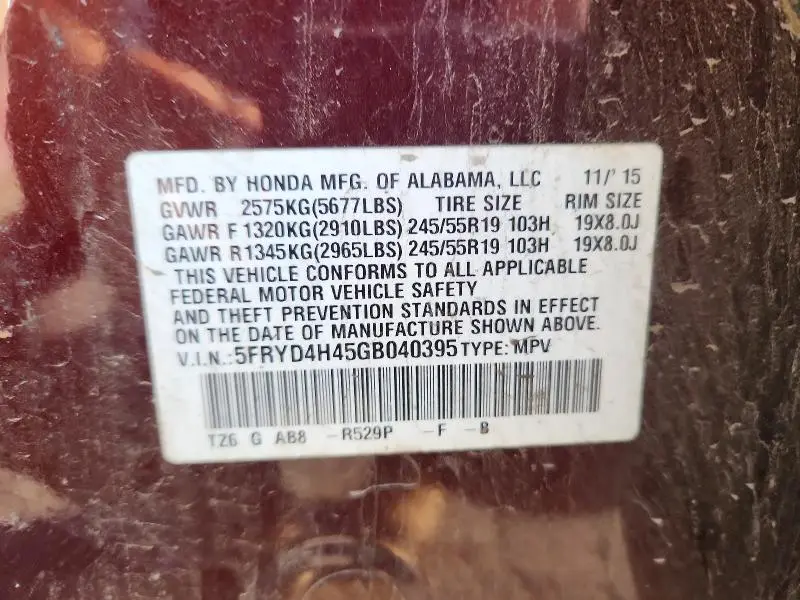 MFD. BY HONDA MFG. OF ALABAMA, LLC 11/' 15
GVWR 2575KG(5677LBS) TIRE SIZE RIM SIZE
GAWR F 1320KG(2910LBS) 245/55R19 103H 19X8.0J
GAWR R 1345KG(2965LBS) 245/55R19 103H 19X8.0J
THIS VEHICLE CONFORMS TO ALL APPLICABLE
FEDERAL MOTOR VEHICLE SAFETY
AND THEFT PREVENTION STANDARDS IN EFFECT
ON THE DATE OF MANUFACTURE SHOWN ABOVE.
V.I.N.:5FRYD4H45GB040395 TYPE: MPV
TZ6 G AB8 -R529P -F -B